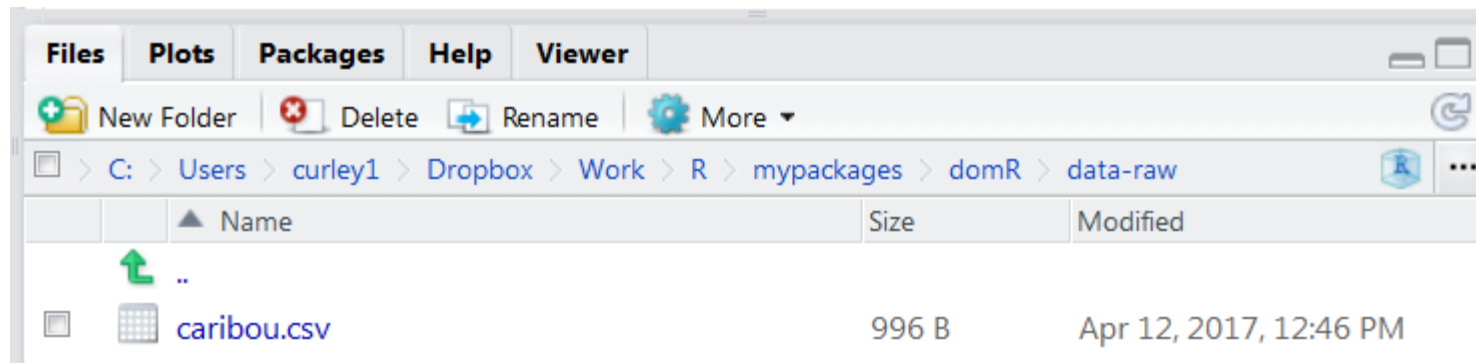 Files Plots Packages Help Viewer
New Folder Delete Rename More
C: > Users > curley1 > Dropbox > Work > R > mypackages > domR > data-raw R ...
Name Size Modified
..
caribou.csv 996 B Apr 12, 2017, 12:46 PM